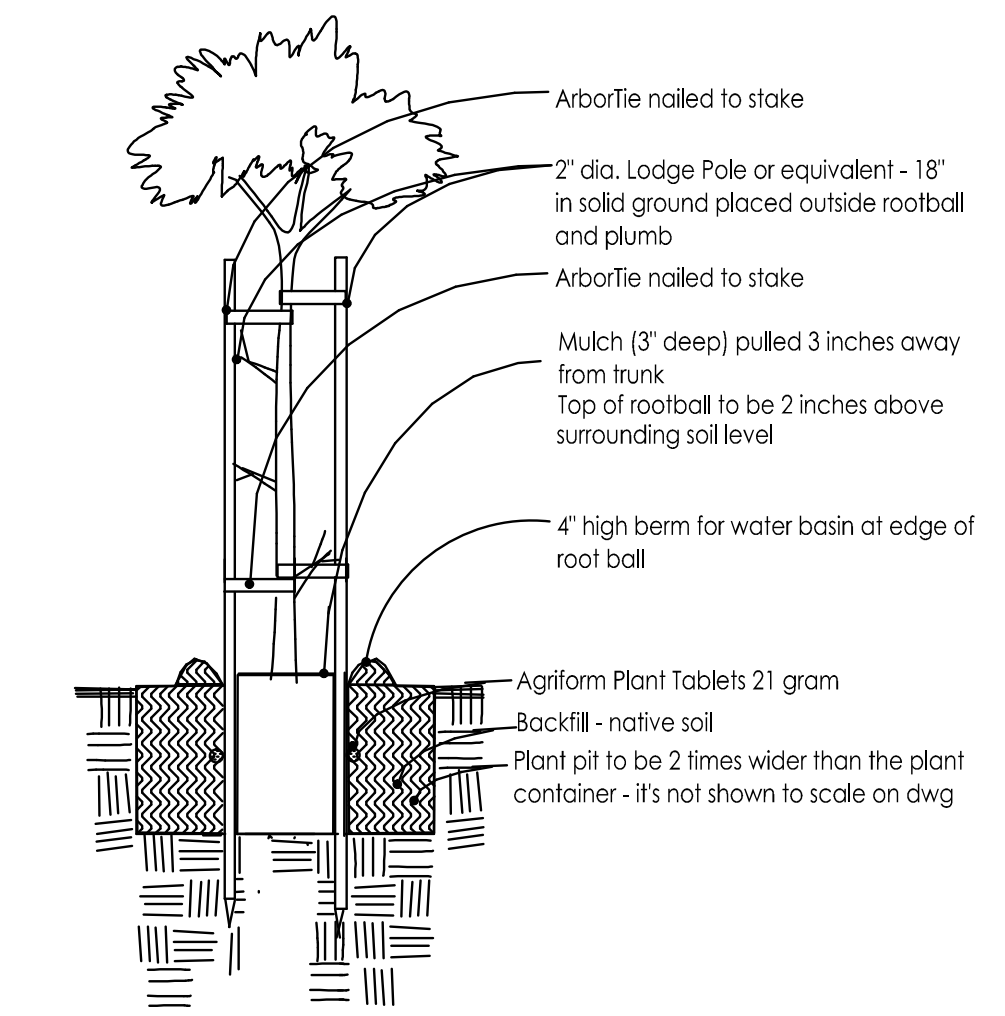 ArborTie nailed to stake
2" dia. Lodge Pole or equivalent - 18"
in solid ground placed outside rootball
and plumb
ArborTie nailed to stake
Mulch (3" deep) pulled 3 inches away
from trunk
Top of rootball to be 2 inches above
surrounding soil level
4" high berm for water basin at edge of
root ball
Agriform Plant Tablets 21 gram
Backfill - native soil
Plant pit to be 2 times wider than the plant
container - it's not shown to scale on dwg